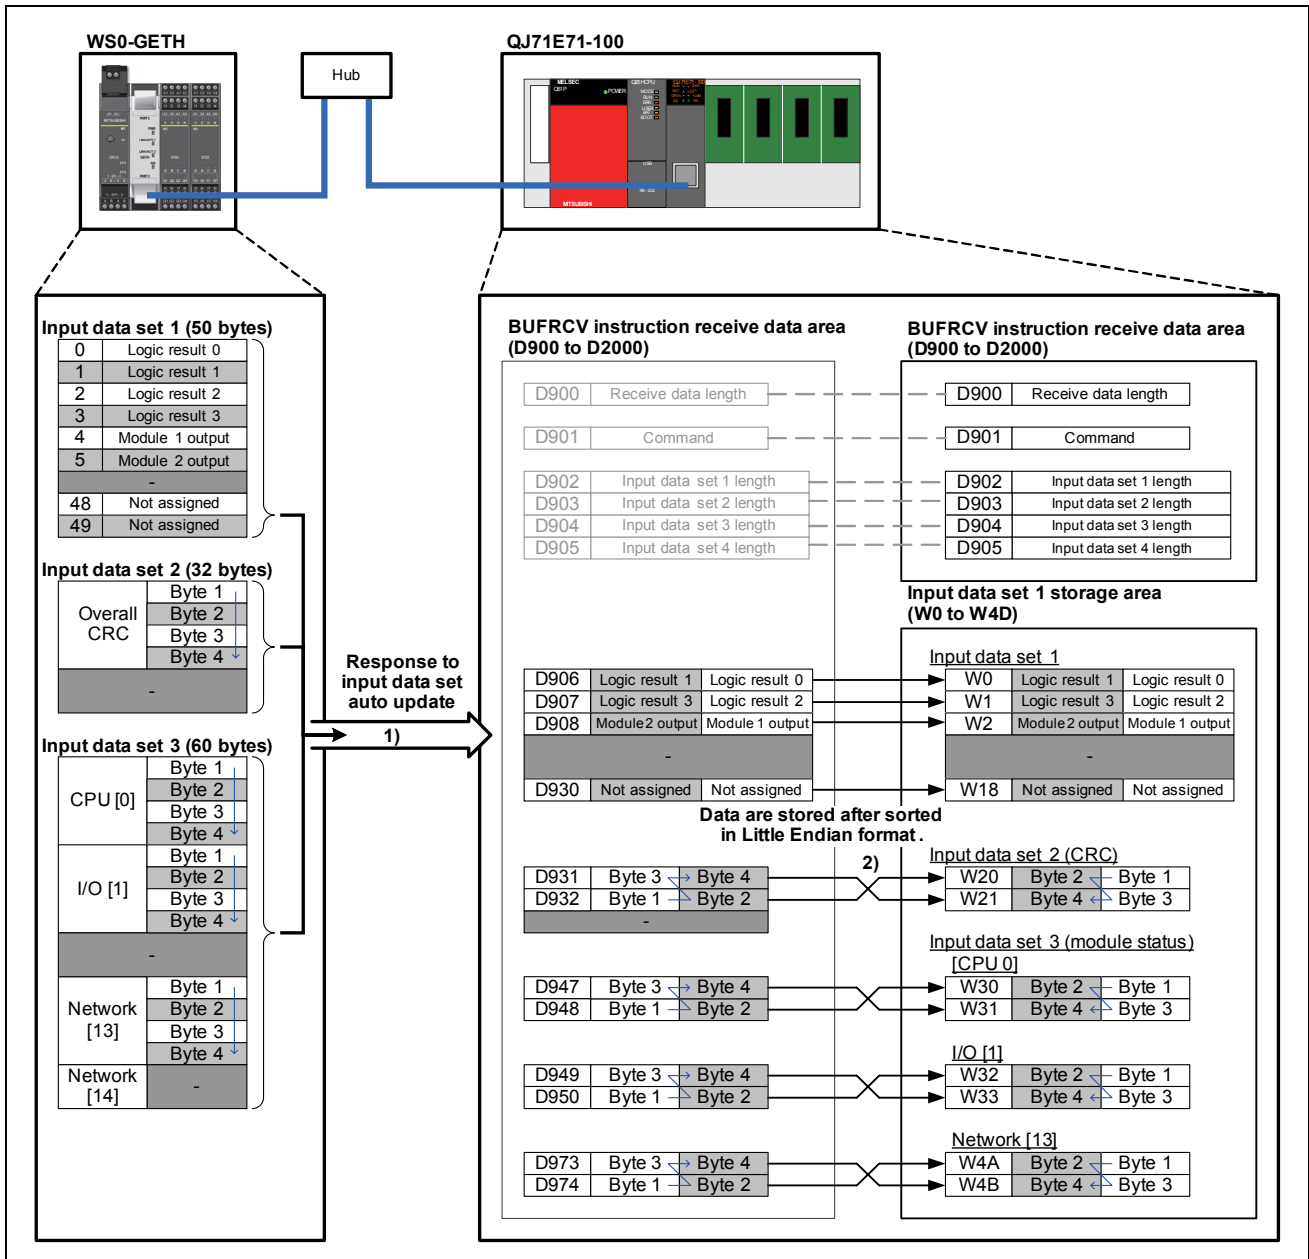 WS0-GETH
Hub
QJ71E71-100
MELSEC
Q61P
POWER
MODE
RUN
ERR
USER
BAT
BOOT
USB
RS-232
MITSUBISHI
Input data set 1 (50 bytes)
0 Logic result 0
1 Logic result 1
2 Logic result 2
3 Logic result 3
4 Module 1 output
5 Module 2 output
-
48 Not assigned
49 Not assigned
Input data set 2 (32 bytes)
Overall CRC
Byte 1
Byte 2
Byte 3
Byte 4
-
Input data set 3 (60 bytes)
CPU [0]
Byte 1
Byte 2
Byte 3
Byte 4
I/O [1]
Byte 1
Byte 2
Byte 3
Byte 4
-
Network [13]
Byte 1
Byte 2
Byte 3
Byte 4
Network [14]
-
Response to
input data set
auto update
1)
BUFRCV instruction receive data area
(D900 to D2000)
D900 Receive data length
D901 Command
D902 Input data set 1 length
D903 Input data set 2 length
D904 Input data set 3 length
D905 Input data set 4 length
D906 Logic result 1 Logic result 0
D907 Logic result 3 Logic result 2
D908 Module 2 output Module 1 output
-
D930 Not assigned Not assigned
Data are stored after sorted
in Little Endian format.
2)
D931 Byte 3 Byte 4
D932 Byte 1 Byte 2
-
D947 Byte 3 Byte 4
D948 Byte 1 Byte 2
D949 Byte 3 Byte 4
D950 Byte 1 Byte 2
D973 Byte 3 Byte 4
D974 Byte 1 Byte 2
BUFRCV instruction receive data area
(D900 to D2000)
D900 Receive data length
D901 Command
D902 Input data set 1 length
D903 Input data set 2 length
D904 Input data set 3 length
D905 Input data set 4 length
Input data set 1 storage area
(W0 to W4D)
Input data set 1
W0 Logic result 1 Logic result 0
W1 Logic result 3 Logic result 2
W2 Module 2 output Module 1 output
-
W18 Not assigned Not assigned
Input data set 2 (CRC)
W20 Byte 2 Byte 1
W21 Byte 4 Byte 3
Input data set 3 (module status)
[CPU 0]
W30 Byte 2 Byte 1
W31 Byte 4 Byte 3
I/O [1]
W32 Byte 2 Byte 1
W33 Byte 4 Byte 3
Network [13]
W4A Byte 2 Byte 1
W4B Byte 4 Byte 3